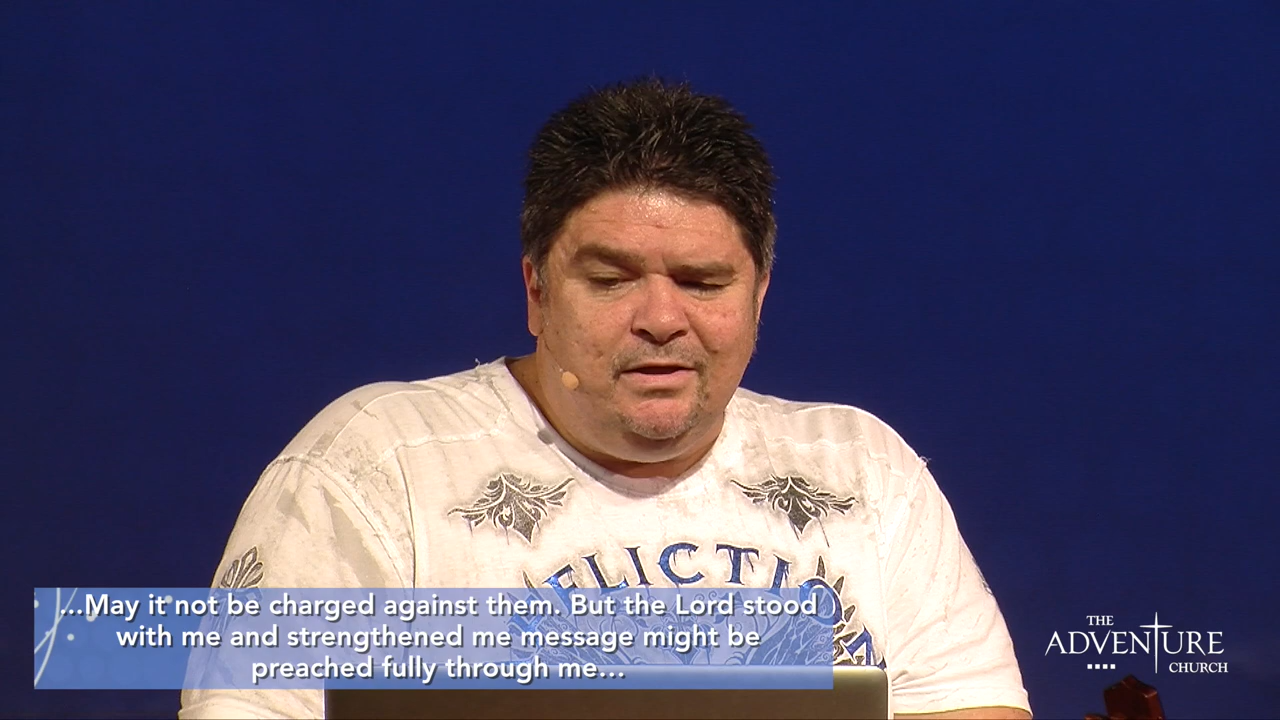 AFFLICTIO
...May it not be charged against them. But the Lord stood
with me and strengthened me message might be
preached fully through me...
THE
ADVENTURE
CHURCH